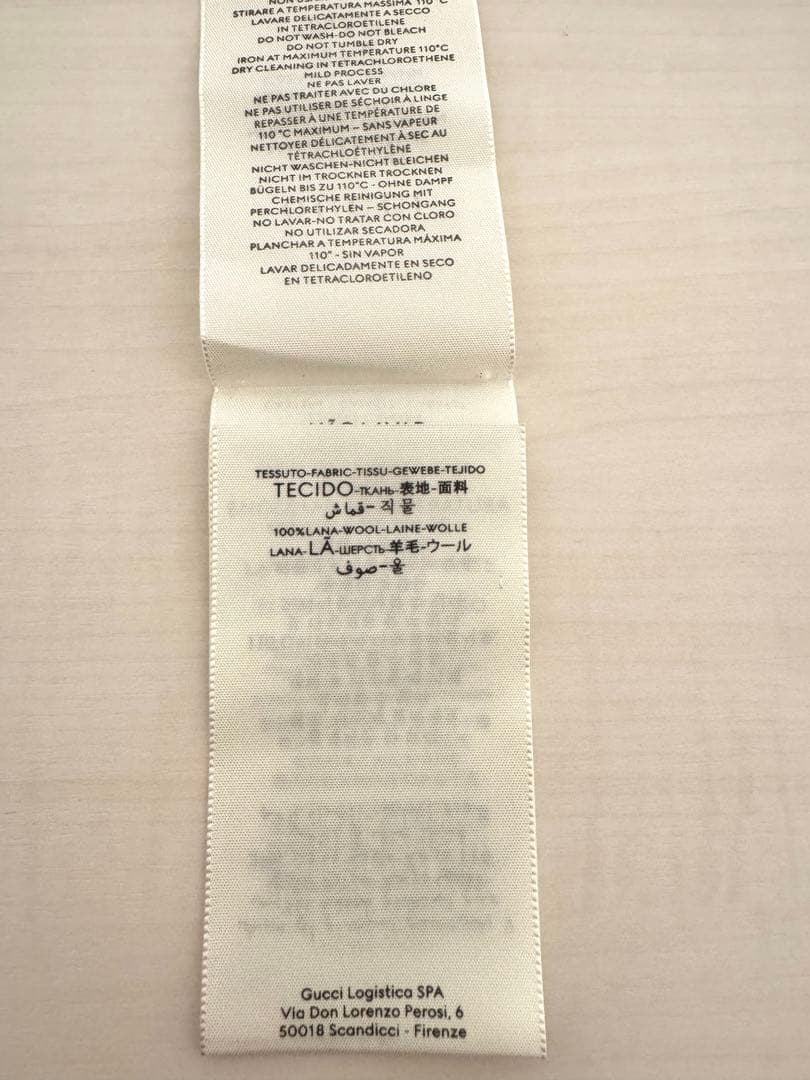 STIRARE A TEMPERATURA MASSIMA 110°C
LAVARE DELICATAMENTE A SECCO
IN TETRACLOROETILENE
DO NOT WASH-DO NOT BLEACH
DO NOT TUMBLE DRY
IRON AT MAXIMUM TEMPERATURE 110°C
DRY CLEANING IN TETRACHLOROETHENE
MILD PROCESS
NE PAS LAVER
NE PAS TRAITER AVEC DU CHLORE
NE PAS UTILISER DE SÉCHOIR À LINGE
REPASSER À UNE TEMPÉRATURE DE
110 °C MAXIMUM – SANS VAPEUR
NETTOYER DÉLICATEMENT À SEC AU
TÉTRACHLOÉTHYLÈNE
NICHT WASCHEN-NICHT BLEICHEN
NICHT IM TROCKNER TROCKNEN
BÜGELN BIS ZU 110°C - OHNE DAMPF
CHEMISCHE REINIGUNG MIT
PERCHLORETHYLEN – SCHONGANG
NO LAVAR-NO TRATAR CON CLORO
NO UTILIZAR SECADORA
PLANCHAR A TEMPERATURA MÁXIMA
110° - SIN VAPOR
LAVAR DELICADAMENTE EN SECO
EN TETRACLOROETILENO
TESSUTO-FABRIC-TISSU-GEWEBE-TEJIDO
TECIDO-ТКАНЬ-表地-面料
قماش-직물
100%LANA-WOOL-LAINE-WOLLE
LANA-LÃ-ШЕРСТЬ-羊毛-ウール
صوف-울
Gucci Logistica SPA
Via Don Lorenzo Perosi, 6
50018 Scandicci - Firenze